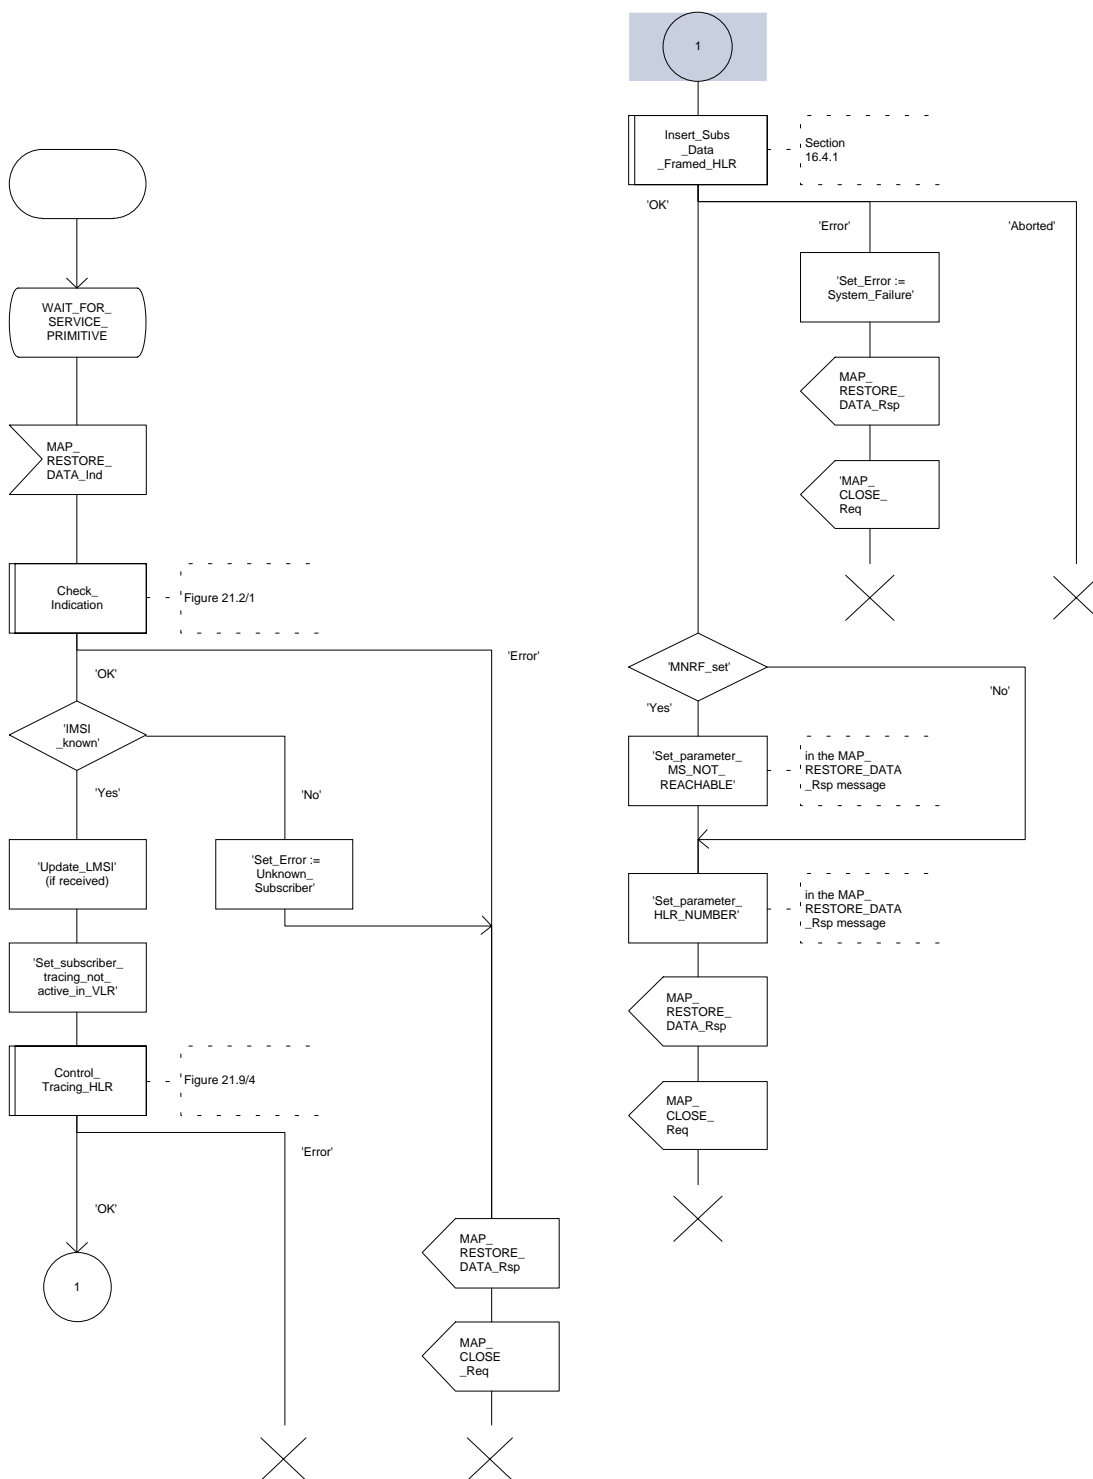 WAIT_FOR_
SERVICE_
PRIMITIVE
MAP_
RESTORE_
DATA_Ind
Check_
Indication
Figure 21.2/1
'Error'
'OK'
'IMSI
_known'
'Yes'
'No'
'Update_LMSI'
(if received)
'Set_Error :=
Unknown_
Subscriber'
'Set_subscriber_
tracing_not_
active_in_VLR'
Control_
Tracing_HLR
Figure 21.9/4
'Error'
'OK'
1
MAP_
RESTORE_
DATA_Rsp
MAP_
CLOSE
_Req
1
Insert_Subs
_Data
_Framed_HLR
Section
16.4.1
'OK'
'Error'
'Aborted'
'Set_Error :=
System_Failure'
MAP_
RESTORE_
DATA_Rsp
'MAP_
CLOSE_
Req
'MNRF_set'
'No'
'Yes'
'Set_parameter_
MS_NOT_
REACHABLE'
in the MAP_
RESTORE_DATA
_Rsp message
'Set_parameter_
HLR_NUMBER'
in the MAP_
RESTORE_DATA
_Rsp message
MAP_
RESTORE_
DATA_Rsp
MAP_
CLOSE_
Req